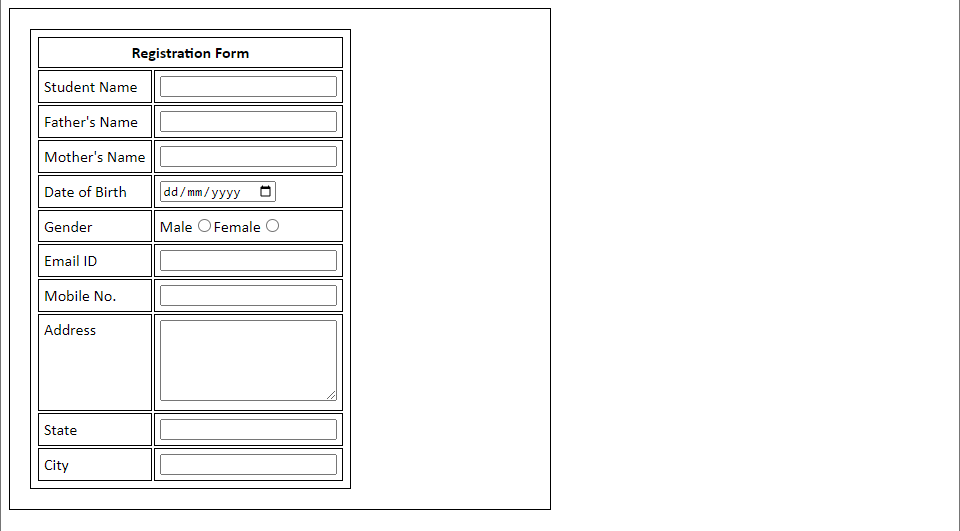 Registration Form
Student Name
Father's Name
Mother's Name
Date of Birth dd/mm/yyyy
Gender Male Female
Email ID
Mobile No.
Address
State
City